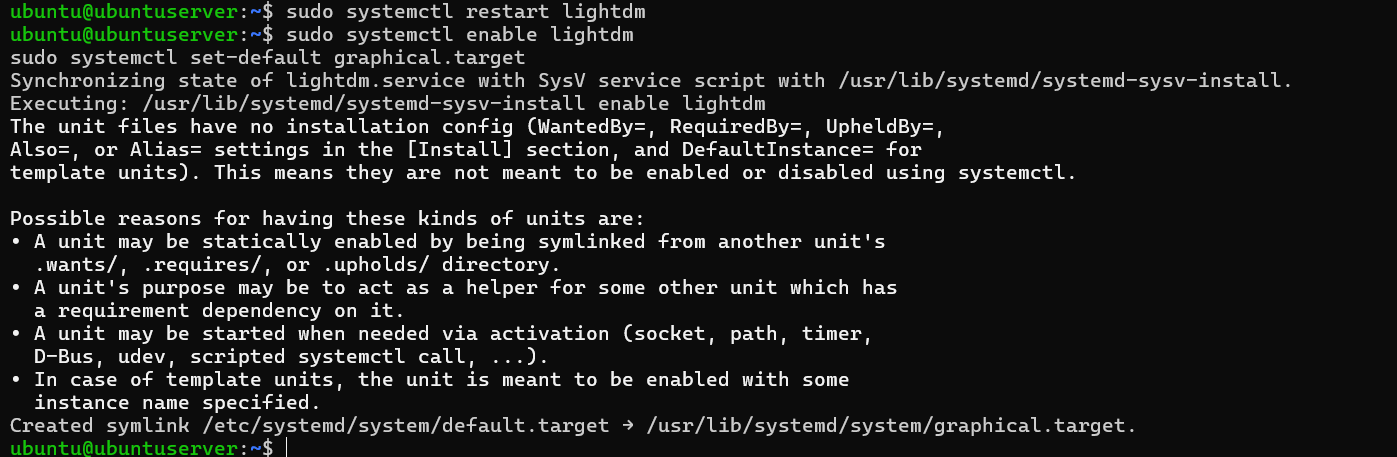 ubuntu@ubuntuserver:~$ sudo systemctl restart lightdm
ubuntu@ubuntuserver:~$ sudo systemctl enable lightdm
sudo systemctl set-default graphical.target
Synchronizing state of lightdm.service with SysV service script with /usr/lib/systemd/systemd-sysv-install.
Executing: /usr/lib/systemd/systemd-sysv-install enable lightdm
The unit files have no installation config (WantedBy=, RequiredBy=, UpheldBy=,
Also=, or Alias= settings in the [Install] section, and DefaultInstance= for
template units). This means they are not meant to be enabled or disabled using systemctl.

Possible reasons for having these kinds of units are:
• A unit may be statically enabled by being symlinked from another unit's
  .wants/, .requires/, or .upholds/ directory.
• A unit's purpose may be to act as a helper for some other unit which has
  a requirement dependency on it.
• A unit may be started when needed via activation (socket, path, timer,
  D-Bus, udev, scripted systemctl call, ...).
• In case of template units, the unit is meant to be enabled with some
  instance name specified.
Created symlink /etc/systemd/system/default.target → /usr/lib/systemd/system/graphical.target.
ubuntu@ubuntuserver:~$